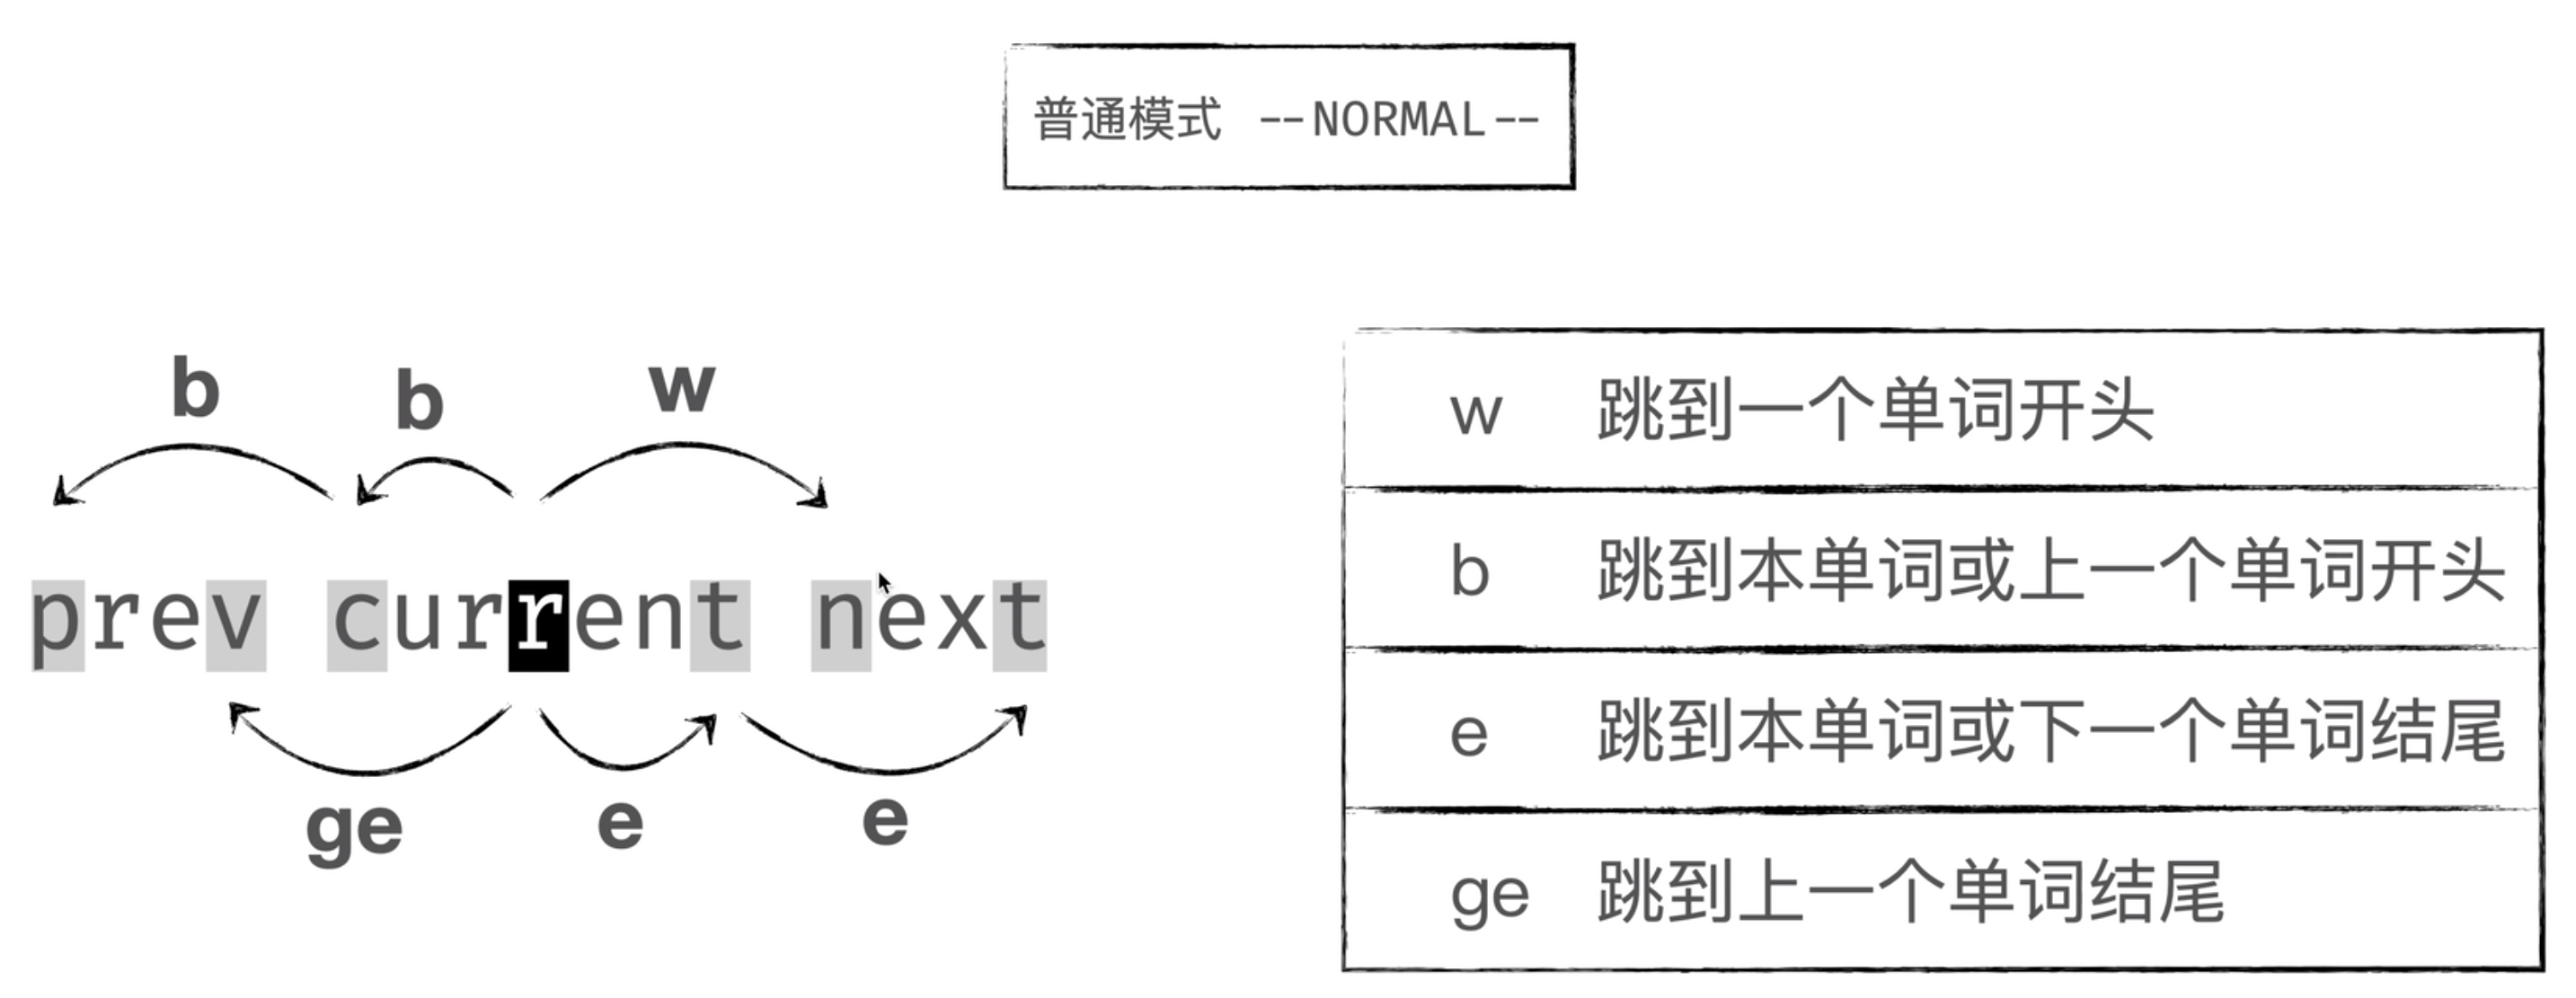 普通模式 --NORMAL--
b b w
prev current next
ge e e
w 跳到一个单词开头
b 跳到本单词或上一个单词开头
e 跳到本单词或下一个单词结尾
ge 跳到上一个单词结尾